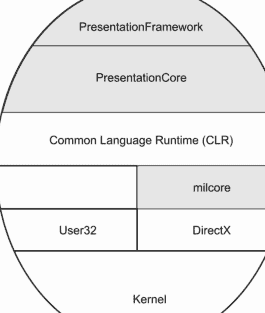 PresentationFramework
PresentationCore
Common Language Runtime (CLR)
milcore
User32
DirectX
Kernel